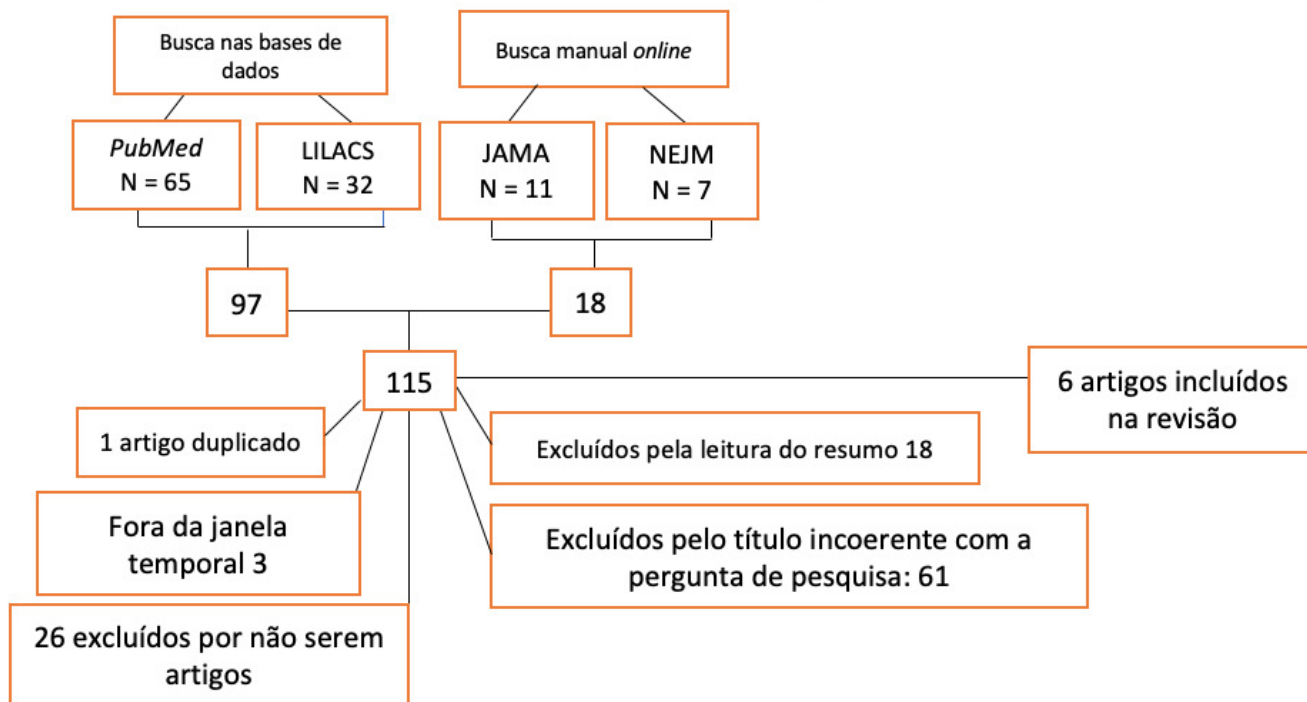 Busca nas bases de
dados
Busca manual online
PubMed
N = 65
LILACS
N = 32
JAMA
N = 11
NEJM
N = 7
97
18
115
6 artigos incluídos
na revisão
1 artigo duplicado
Excluídos pela leitura do resumo 18
Fora da janela
temporal 3
Excluídos pelo título incoerente com a
pergunta de pesquisa: 61
26 excluídos por não serem
artigos